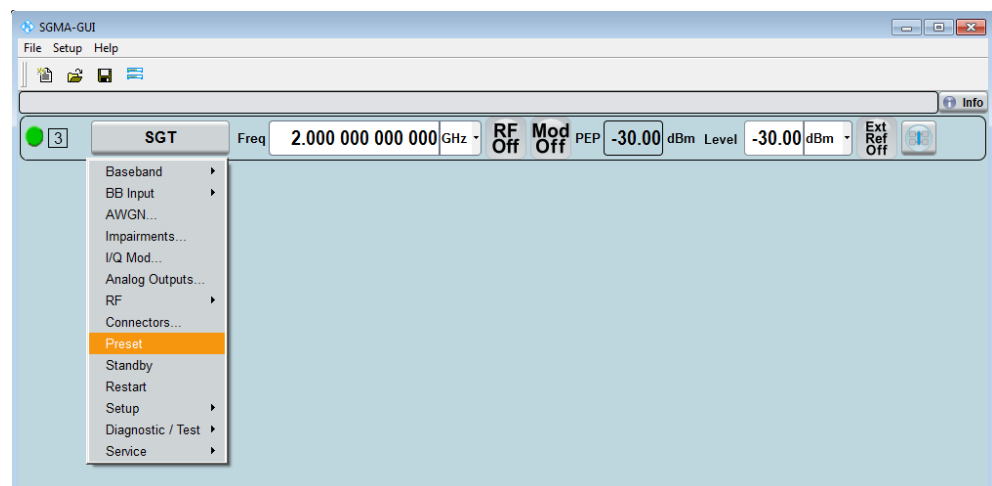 SGMA-GUI
File Setup Help
Info
3 SGT Freq 2.000 000 000 000 GHz RF Off Mod Off PEP -30.00 dBm Level -30.00 dBm Ext Ref Off
Baseband
BB Input
AWGN...
Impairments...
I/Q Mod...
Analog Outputs...
RF
Connectors...
Preset
Standby
Restart
Setup
Diagnostic / Test
Service